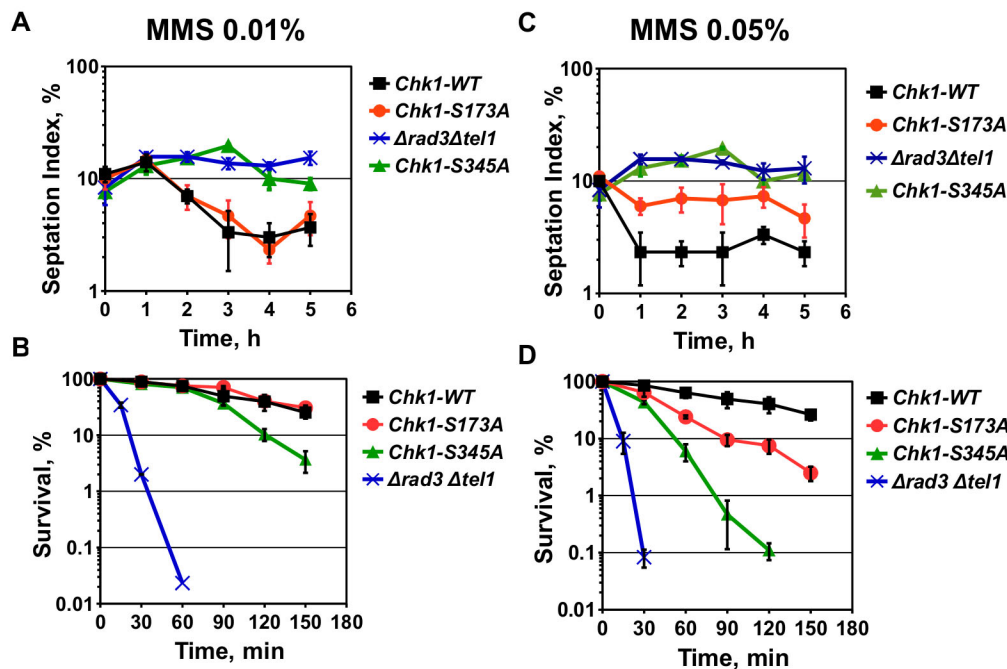 A
MMS 0.01%
Septation Index, %
100
10
1
0 1 2 3 4 5 6
Time, h
Chk1-WT
Chk1-S173A
Δrad3Δtel1
Chk1-S345A
C
MMS 0.05%
Septation Index, %
100
10
1
0 1 2 3 4 5 6
Time, h
Chk1-WT
Chk1-S173A
Δrad3Δtel1
Chk1-S345A
B
Survival, %
100
10
1
0.1
0.01
0 30 60 90 120 150 180
Time, min
Chk1-WT
Chk1-S173A
Chk1-S345A
Δrad3 Δtel1
D
Survival, %
100
10
1
0.1
0.01
0 30 60 90 120 150 180
Time, min
Chk1-WT
Chk1-S173A
Chk1-S345A
Δrad3 Δtel1